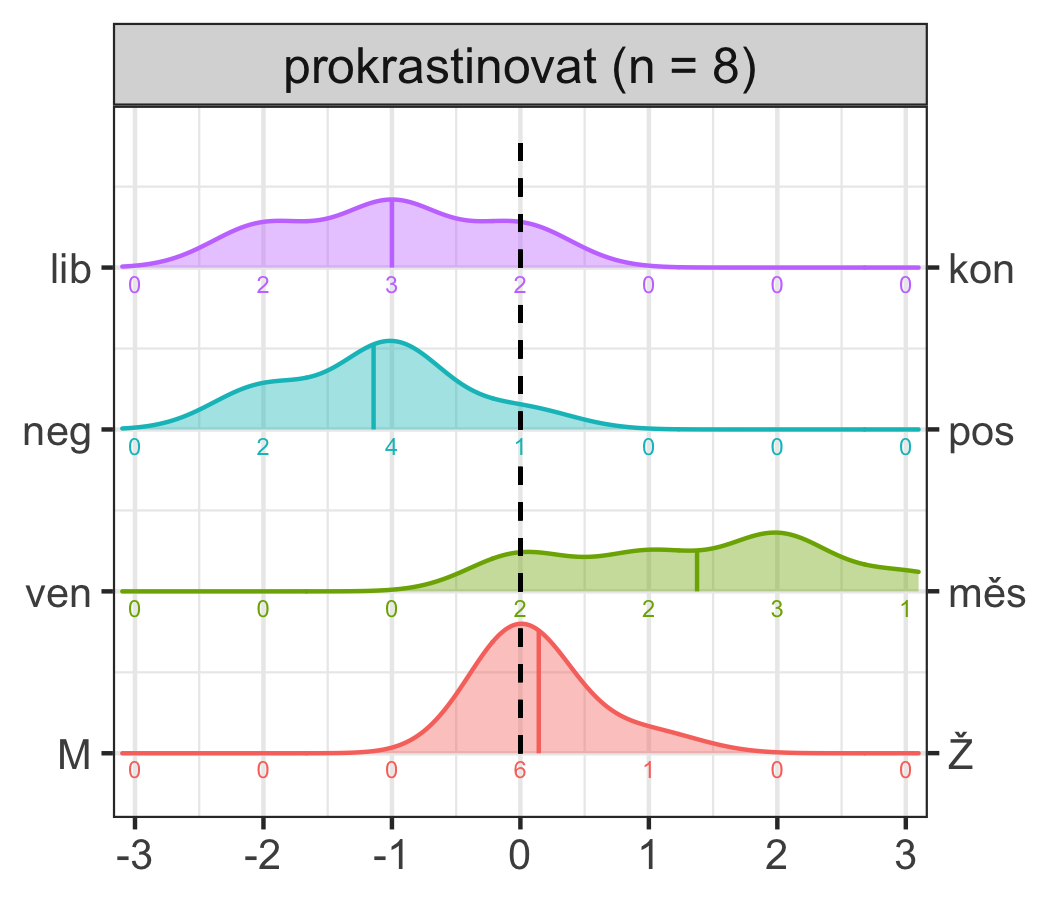 prokrastinovat (n = 8)
lib kon
0 2 3 2 0 0 0
neg pos
0 2 4 1 0 0 0
ven měs
0 0 0 2 2 3 1
M Ž
0 0 0 6 1 0 0
-3 -2 -1 0 1 2 3